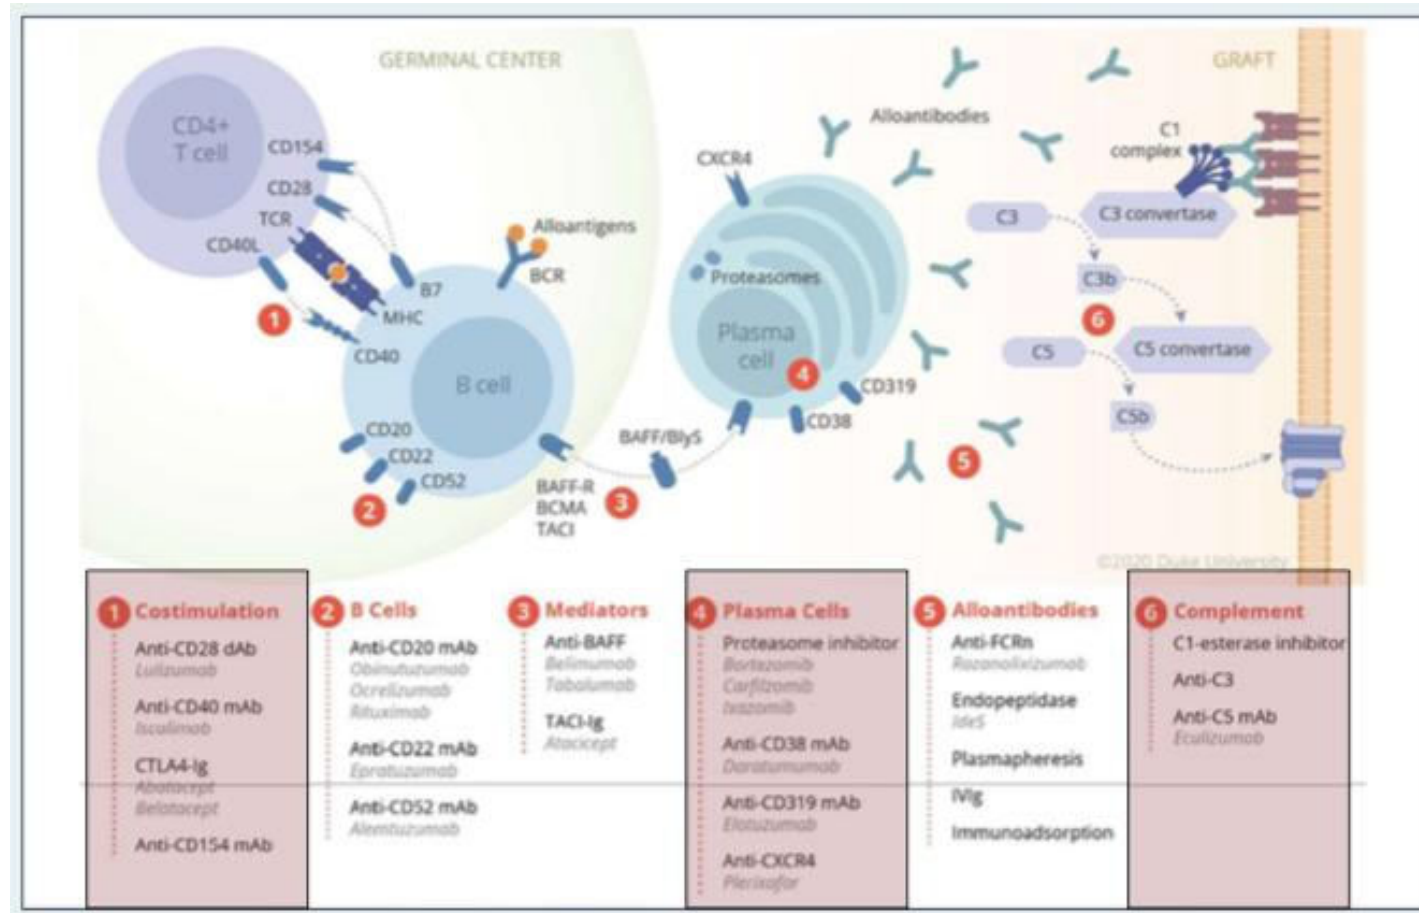 GERMINAL CENTER
GRAFT
CD4+
T cell
CD154
CD28
TCR
CD40L
1
Alloantigens
BCR
B7
MHC
CD40
B cell
CD20
CD22
CD52
2
BAFF-R
BCMA
TACI
3
BAFF/BlyS
CXCR4
Proteasomes
Plasma
cell
4
CD319
CD38
Alloantibodies
5
C1
complex
C3
C3 convertase
C3b
6
C5
C5 convertase
C5b
©2020 Duke University
1 Costimulation
Anti-CD28 dAb
Lulizumab
Anti-CD40 mAb
Iscalimab
CTLA4-Ig
Abatacept
Belatacept
Anti-CD154 mAb
2 B Cells
Anti-CD20 mAb
Obinutuzumab
Ocrelizumab
Rituximab
Anti-CD22 mAb
Epratuzumab
Anti-CD52 mAb
Alemtuzumab
3 Mediators
Anti-BAFF
Belimumab
Tabalumab
TACI-Ig
Atacicept
4 Plasma Cells
Proteasome inhibitor
Bortezomib
Carfilzomib
Ixazomib
Anti-CD38 mAb
Daratumumab
Anti-CD319 mAb
Elotuzumab
Anti-CXCR4
Plerixafor
5 Alloantibodies
Anti-FCRn
Rozanolixizumab
Endopeptidase
IdeS
Plasmapheresis
IVIg
Immunoadsorption
6 Complement
C1-esterase inhibitor
Anti-C3
Anti-C5 mAb
Eculizumab